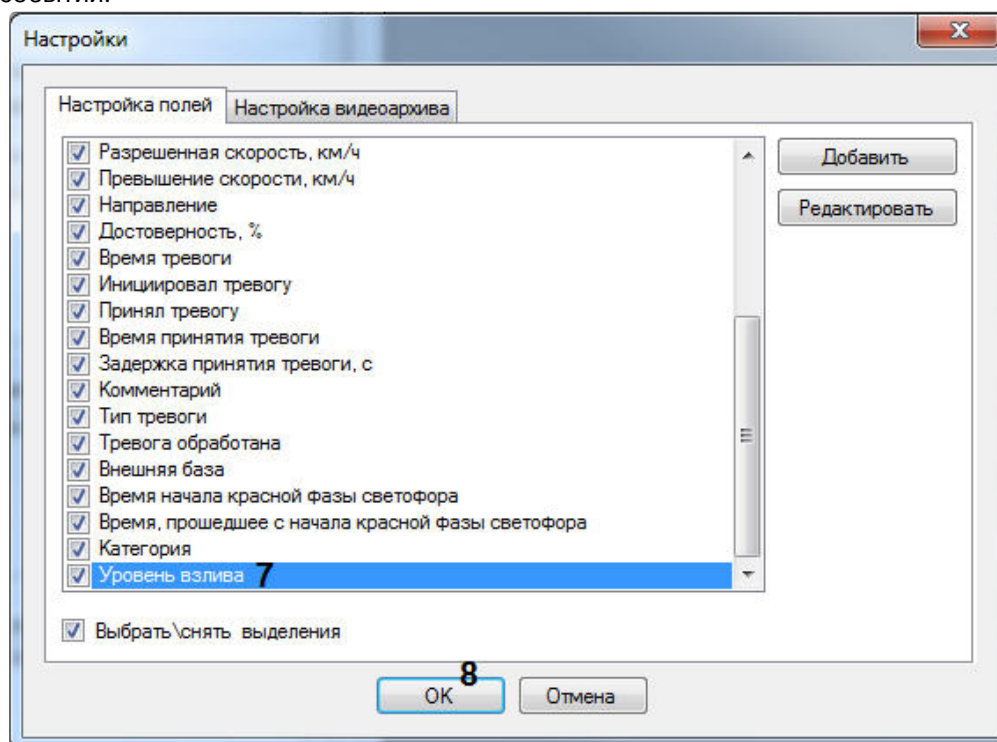 событий.
Настройки
Настройка полей Настройка видеоархива
Разрешенная скорость, км/ч
Превышение скорости, км/ч
Направление
Достоверность, %
Время тревоги
Инициировал тревогу
Принял тревогу
Время принятия тревоги
Задержка принятия тревоги, с
Комментарий
Тип тревоги
Тревога обработана
Внешняя база
Время начала красной фазы светофора
Время, прошедшее с начала красной фазы светофора
Категория
Уровень взлива 7
Добавить
Редактировать
Выбрать\снять выделения
8
OK Отмена